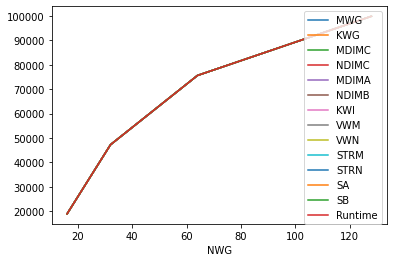 100000
90000
80000
70000
60000
50000
40000
30000
20000
20
40
60
80
100
120
NWG
MWG
KWG
MDIMC
NDIMC
MDIMA
NDIMB
KWI
VWM
VWN
STRM
STRN
SA
SB
Runtime